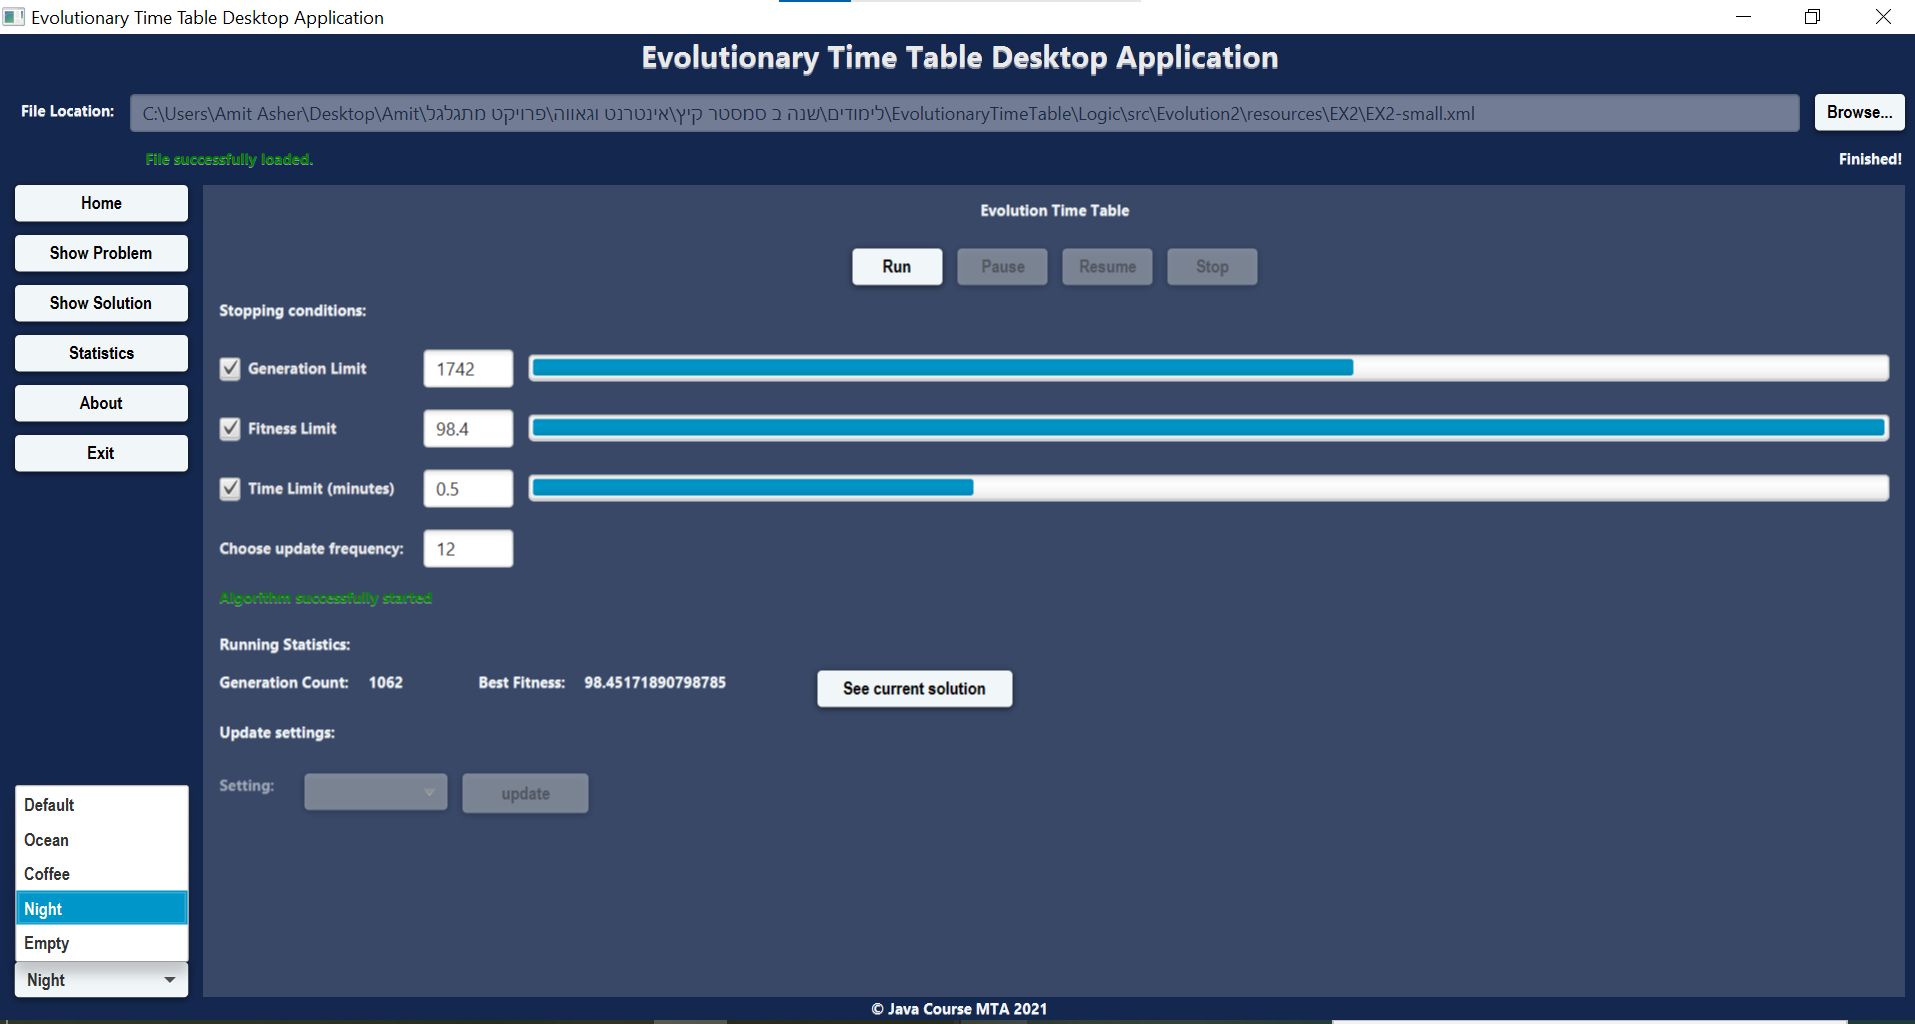 Evolutionary Time Table Desktop Application
Evolutionary Time Table Desktop Application
File Location: C:\Users\Amit Asher\Desktop\Amit\לימודים\שנה ב סמסטר קיץ\אינטרנט וגאווה\פרויקט מתגלגל\EvolutionaryTimeTable\Logic\src\Evolution2\resources\EX2\EX2-small.xml Browse...
File successfully loaded. Finished!
Home
Show Problem
Show Solution
Statistics
About
Exit
Evolution Time Table
Run Pause Resume Stop
Stopping conditions:
Generation Limit 1742
Fitness Limit 98.4
Time Limit (minutes) 0.5
Choose update frequency: 12
Algorithm successfully started
Running Statistics:
Generation Count: 1062 Best Fitness: 98.45171890798785 See current solution
Update settings:
Setting: update
Default
Ocean
Coffee
Night
Empty
Night
© Java Course MTA 2021